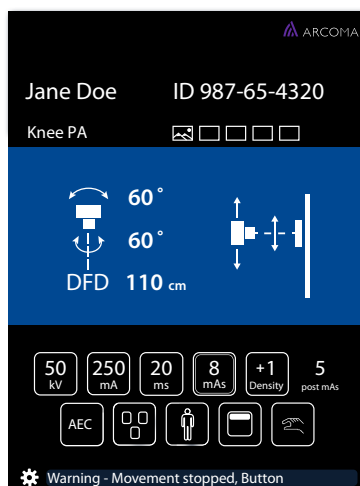 ARCOMA
Jane Doe ID 987-65-4320
Knee PA
60°
60°
DFD 110 cm
50 250 20 8 +1 5
kV mA ms mAs Density post mAs
AEC
Warning - Movement stopped, Button